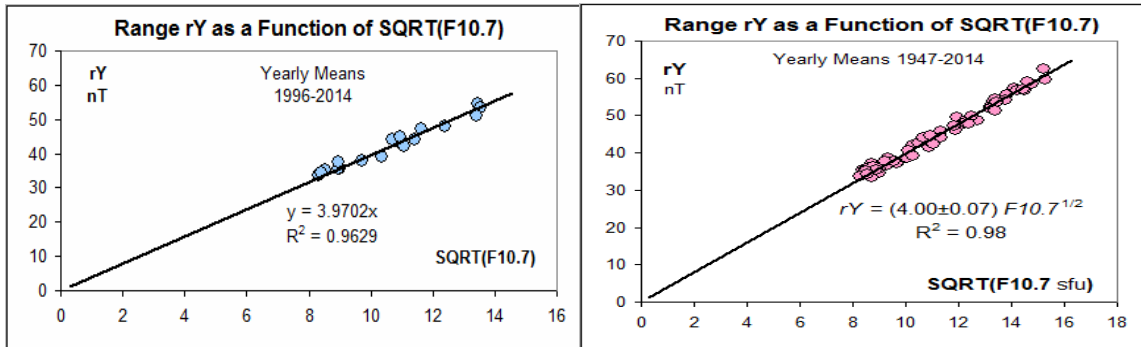 Range rY as a Function of SQRT(F10.7)
70
60
50
40
30
20
10
0
rY
nT
Yearly Means
1996-2014
y = 3.9702x
R² = 0.9629
SQRT(F10.7)
0 2 4 6 8 10 12 14 16
Range rY as a Function of SQRT(F10.7)
70
60
50
40
30
20
10
0
rY
nT
Yearly Means 1947-2014
rY = (4.00±0.07) F10.7^1/2
R² = 0.98
SQRT(F10.7 sfu)
0 2 4 6 8 10 12 14 16 18